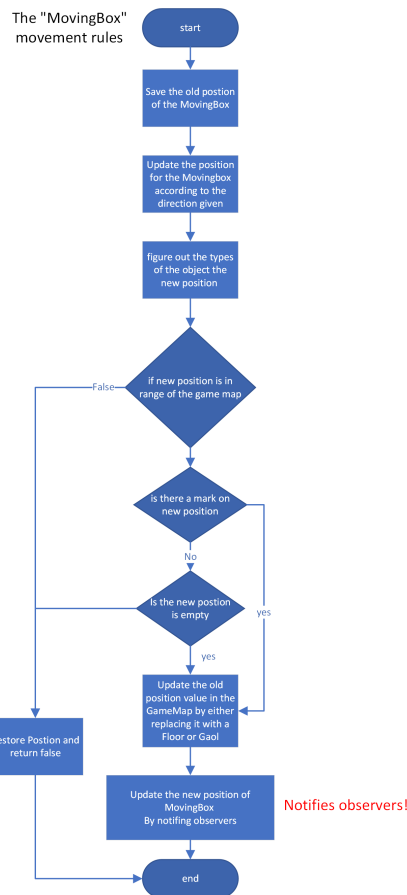 The "MovingBox"
movement rules
start
Save the old postion
of the MovingBox
Update the position
for the Movingbox
according to the
direction given
figure out the types
of the object the
new position
if new position is in
range of the game map
False
is there a mark on
new position
No
Is the new postion
is empty
yes
yes
Update the old
position value in the
GameMap by either
replacing it with a
Floor or Gaol
estore Postion and
return false
Update the new position of
MovingBox
By notifing observers
Notifies observers!
end